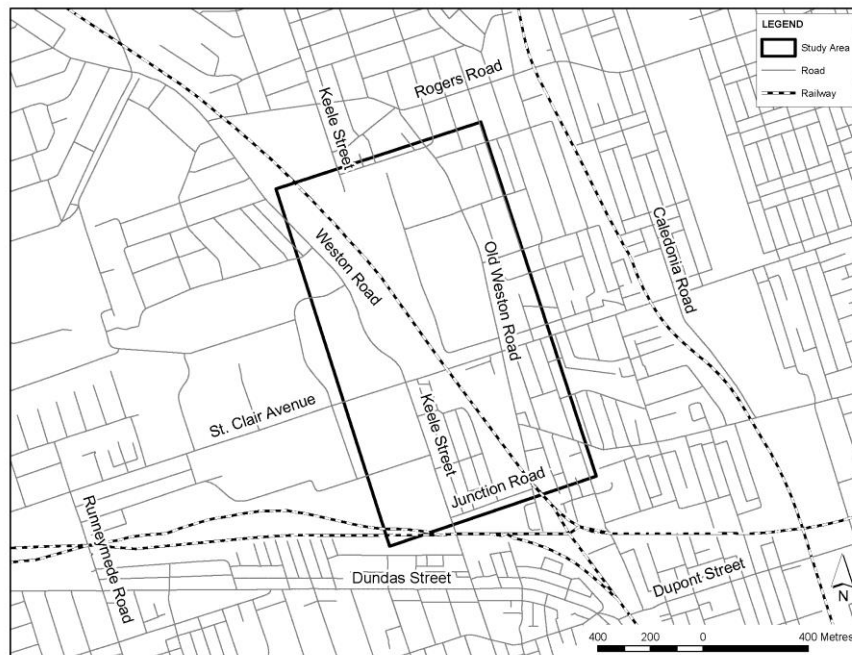 LEGEND
Study Area
Road
Railway
Rogers Road
Keele Street
Weston Road
Old Weston Road
Caledonia Road
St. Clair Avenue
Keele Street
Junction Road
Runneymede Road
Dundas Street
Dupont Street
N
400 200 0 400 Metres